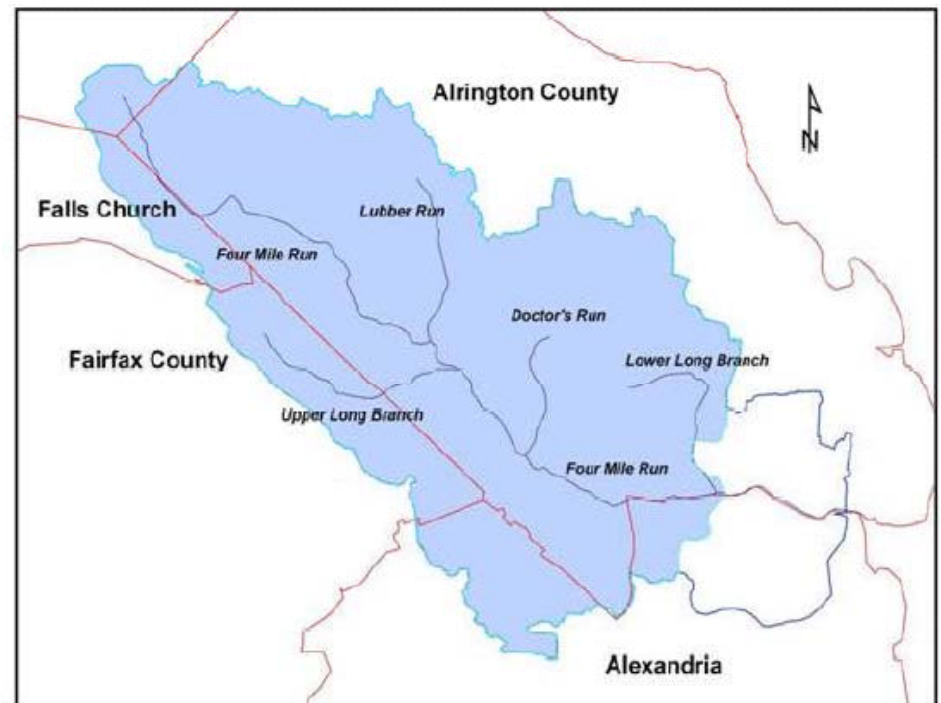 Alrington County
N
Falls Church
Lubber Run
Four Mile Run
Doctor's Run
Fairfax County
Lower Long Branch
Upper Long Branch
Four Mile Run
Alexandria